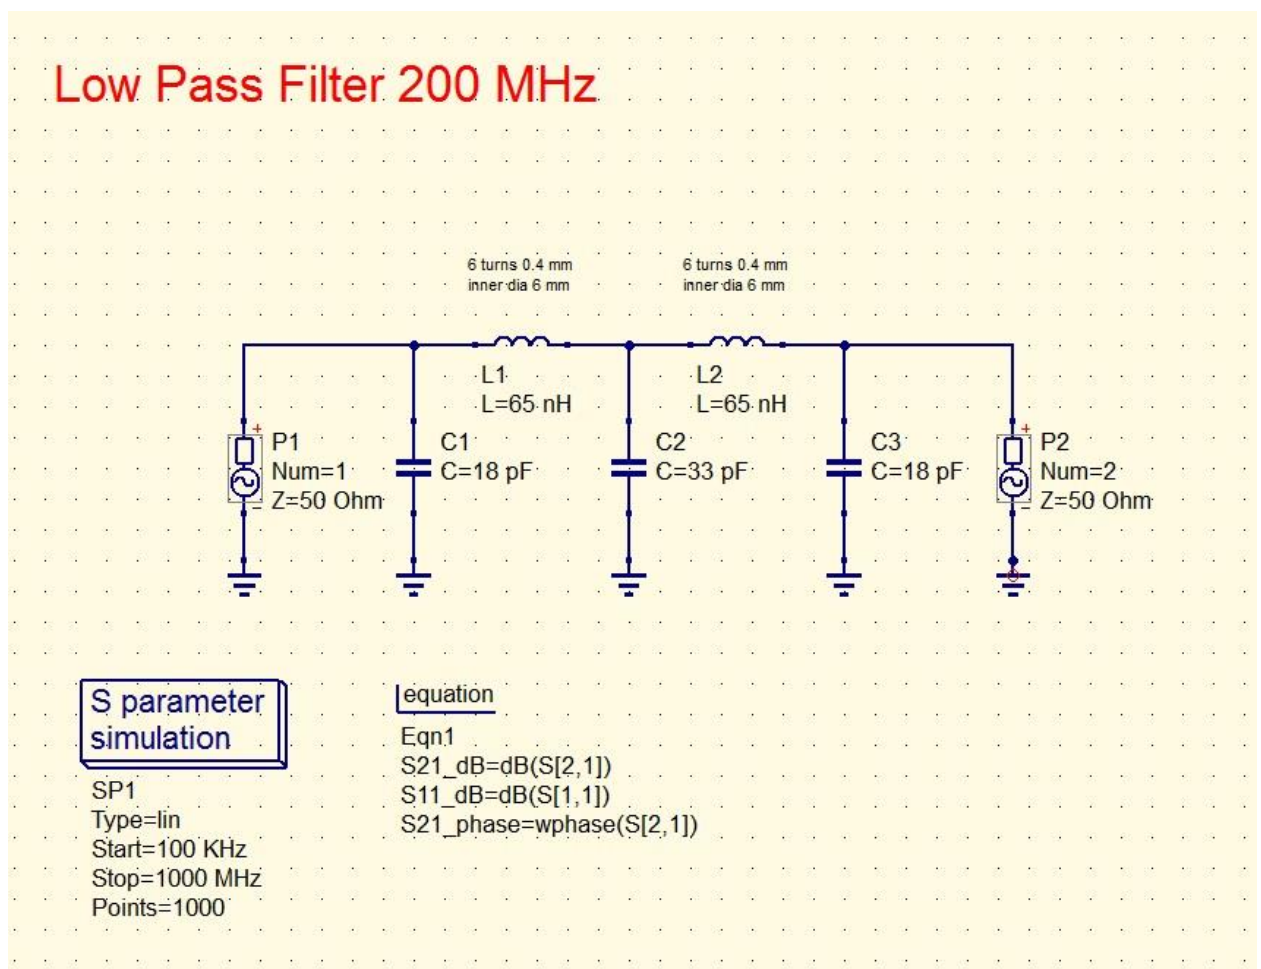 Low Pass Filter 200 MHz
6 turns 0.4 mm
inner dia 6 mm
6 turns 0.4 mm
inner dia 6 mm
L1
L=65 nH
L2
L=65 nH
+
P1
Num=1
Z=50 Ohm
-
C1
C=18 pF
C2
C=33 pF
C3
C=18 pF
+
P2
Num=2
Z=50 Ohm
-
S parameter
simulation
SP1
Type=lin
Start=100 KHz
Stop=1000 MHz
Points=1000
equation
Eqn1
S21_dB=dB(S[2,1])
S11_dB=dB(S[1,1])
S21_phase=wphase(S[2,1])